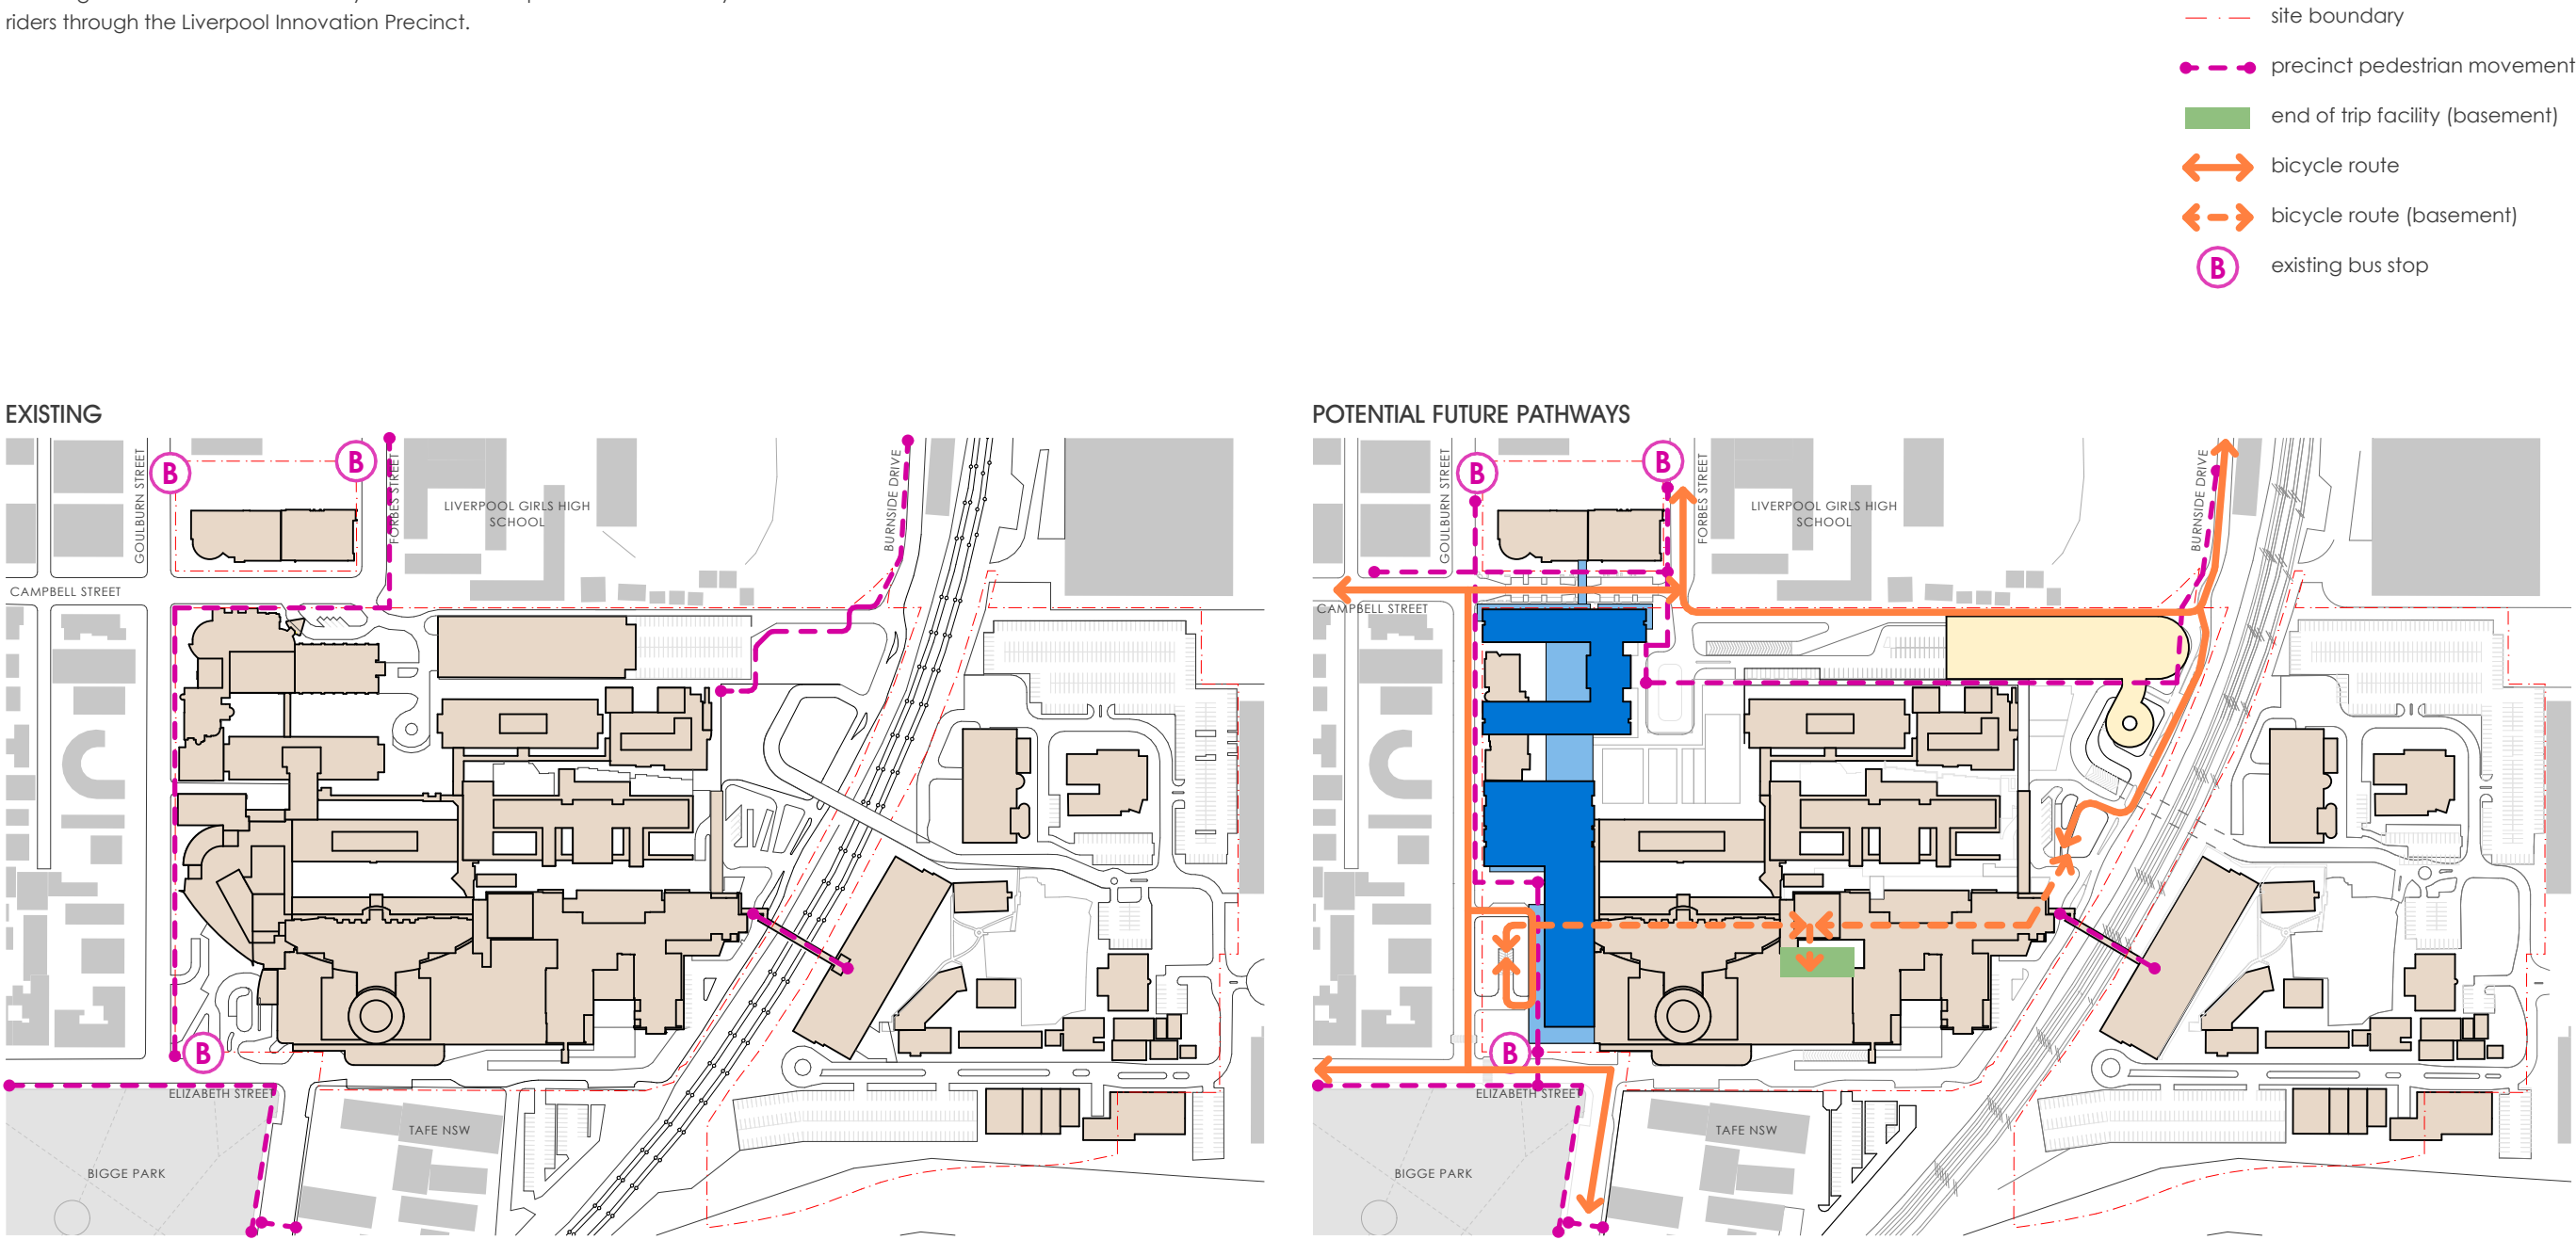 riders through the Liverpool Innovation Precinct.
site boundary
precinct pedestrian movement
end of trip facility (basement)
bicycle route
bicycle route (basement)
B
existing bus stop
EXISTING
B
B
GOULBURN STREET
FORBES STREET
LIVERPOOL GIRLS HIGH
SCHOOL
BURNSIDE DRIVE
CAMPBELL STREET
B
ELIZABETH STREET
TAFE NSW
BIGGE PARK
POTENTIAL FUTURE PATHWAYS
B
B
GOULBURN STREET
FORBES STREET
LIVERPOOL GIRLS HIGH
SCHOOL
BURNSIDE DRIVE
CAMPBELL STREET
B
ELIZABETH STREET
TAFE NSW
BIGGE PARK